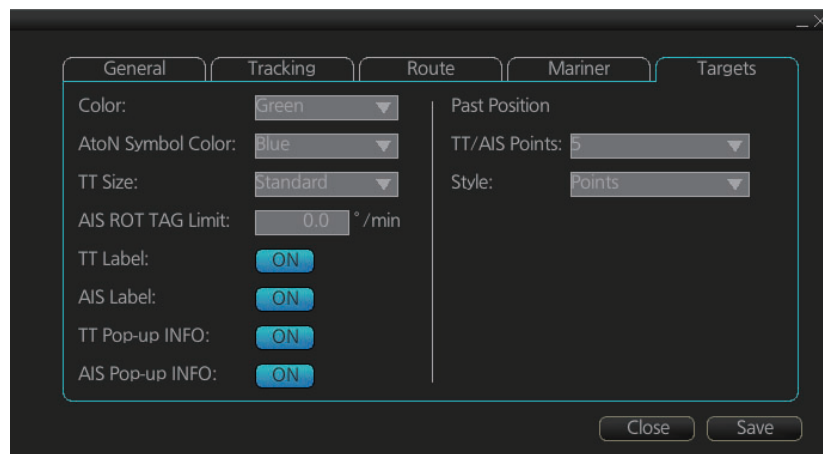 General Tracking Route Mariner Targets
Color: Green
AtoN Symbol Color: Blue
TT Size: Standard
AIS ROT TAG Limit: 0.0 °/min
TT Label: ON
AIS Label: ON
TT Pop-up INFO: ON
AIS Pop-up INFO: ON
Past Position
TT/AIS Points: 5
Style: Points
Close Save